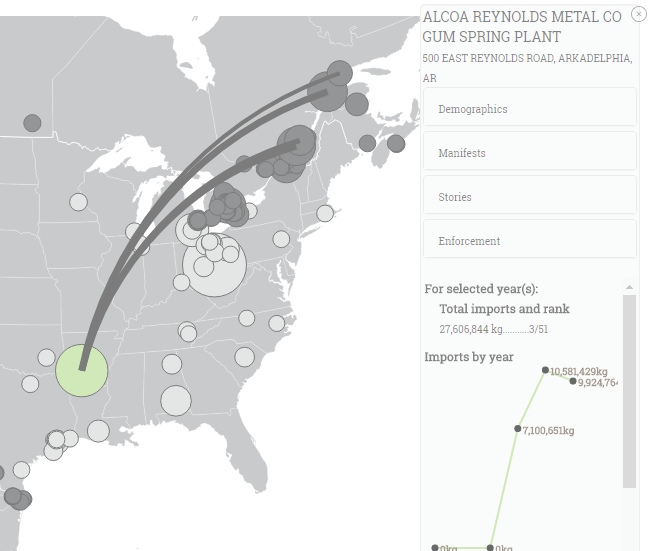 ALCOA REYNOLDS METAL CO
GUM SPRING PLANT
500 EAST REYNOLDS ROAD, ARKADELPHIA,
AR
Demographics
Manifests
Stories
Enforcement
For selected year(s):
Total imports and rank
27,606,844 kg...........3/51
Imports by year
10,581,429kg
9,924,764
7,100,651kg
0kg
0kg